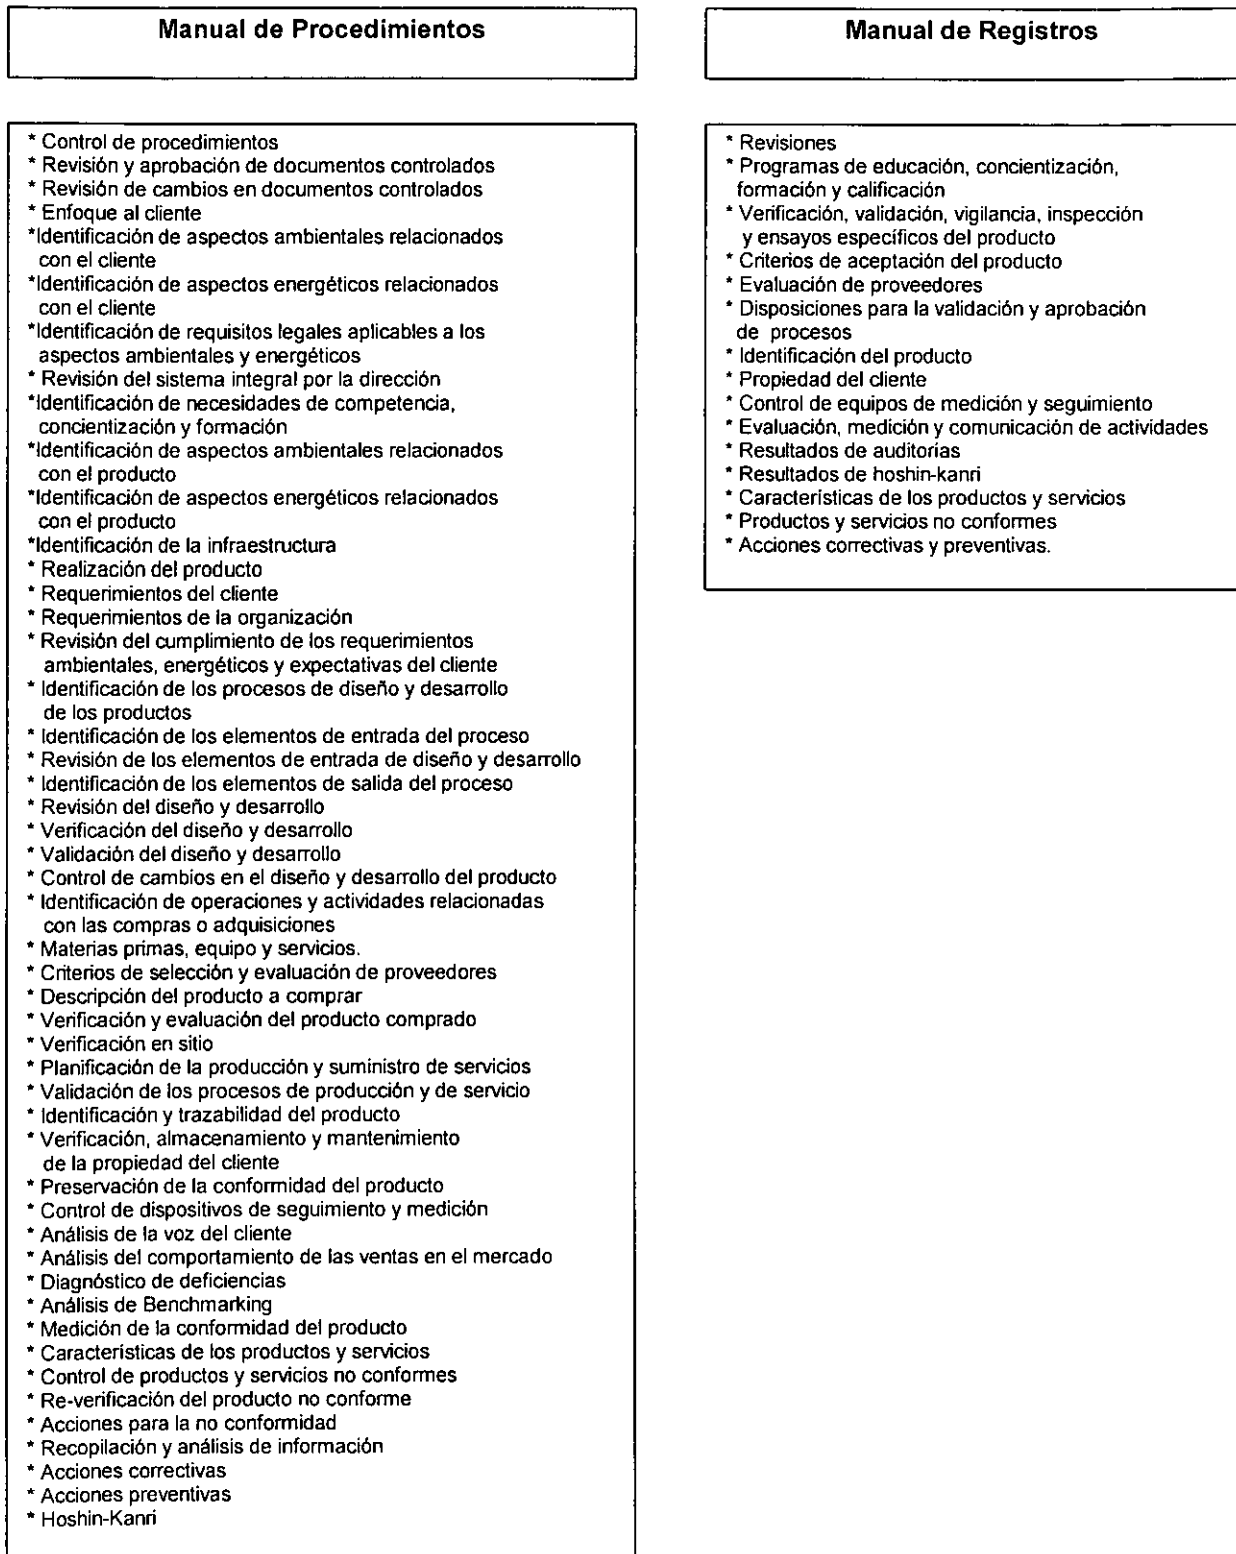 Manual de Procedimientos
* Control de procedimientos
* Revisión y aprobación de documentos controlados
* Revisión de cambios en documentos controlados
* Enfoque al cliente
*Identificación de aspectos ambientales relacionados
con el cliente
*Identificación de aspectos energéticos relacionados
con el cliente
*Identificación de requisitos legales aplicables a los
aspectos ambientales y energéticos
* Revisión del sistema integral por la dirección
*Identificación de necesidades de competencia,
concientización y formación
*Identificación de aspectos ambientales relacionados
con el producto
*Identificación de aspectos energéticos relacionados
con el producto
*Identificación de la infraestructura
* Realización del producto
* Requerimientos del cliente
* Requerimientos de la organización
* Revisión del cumplimiento de los requerimientos
ambientales, energéticos y expectativas del cliente
* Identificación de los procesos de diseño y desarrollo
de los productos
* Identificación de los elementos de entrada del proceso
* Revisión de los elementos de entrada de diseño y desarrollo
* Identificación de los elementos de salida del proceso
* Revisión del diseño y desarrollo
* Verificación del diseño y desarrollo
* Validación del diseño y desarrollo
* Control de cambios en el diseño y desarrollo del producto
* Identificación de operaciones y actividades relacionadas
con las compras o adquisiciones
* Materias primas, equipo y servicios.
* Criterios de selección y evaluación de proveedores
* Descripción del producto a comprar
* Verificación y evaluación del producto comprado
* Verificación en sitio
* Planificación de la producción y suministro de servicios
* Validación de los procesos de producción y de servicio
* Identificación y trazabilidad del producto
* Verificación, almacenamiento y mantenimiento
de la propiedad del cliente
* Preservación de la conformidad del producto
* Control de dispositivos de seguimiento y medición
* Análisis de la voz del cliente
* Análisis del comportamiento de las ventas en el mercado
* Diagnóstico de deficiencias
* Análisis de Benchmarking
* Medición de la conformidad del producto
* Características de los productos y servicios
* Control de productos y servicios no conformes
* Re-verificación del producto no conforme
* Acciones para la no conformidad
* Recopilación y análisis de información
* Acciones correctivas
* Acciones preventivas
* Hoshin-Kanri
Manual de Registros
* Revisiones
* Programas de educación, concientización,
formación y calificación
* Verificación, validación, vigilancia, inspección
y ensayos específicos del producto
* Criterios de aceptación del producto
* Evaluación de proveedores
* Disposiciones para la validación y aprobación
de procesos
* Identificación del producto
* Propiedad del cliente
* Control de equipos de medición y seguimiento
* Evaluación, medición y comunicación de actividades
* Resultados de auditorías
* Resultados de hoshin-kanri
* Características de los productos y servicios
* Productos y servicios no conformes
* Acciones correctivas y preventivas.